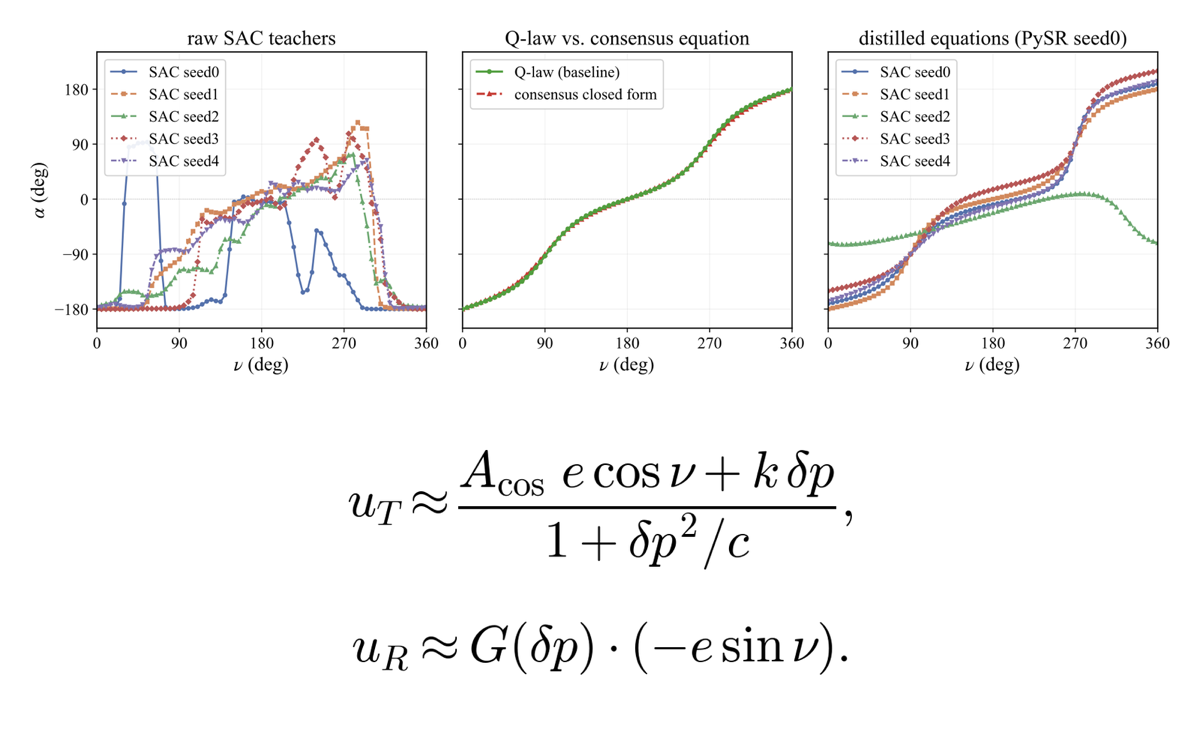 raw SAC teachers
SAC seed0
SAC seed1
SAC seed2
SAC seed3
SAC seed4
180
90
0
−90
−180
α (deg)
0 90 180 270 360
ν (deg)
Q-law vs. consensus equation
Q-law (baseline)
consensus closed form
0 90 180 270 360
ν (deg)
distilled equations (PySR seed0)
SAC seed0
SAC seed1
SAC seed2
SAC seed3
SAC seed4
0 90 180 270 360
ν (deg)
u_T ≈ \frac{A_{cos} e cos ν + k δp}{1 + δp²/c},
u_R ≈ G(δp) · (−e sin ν).